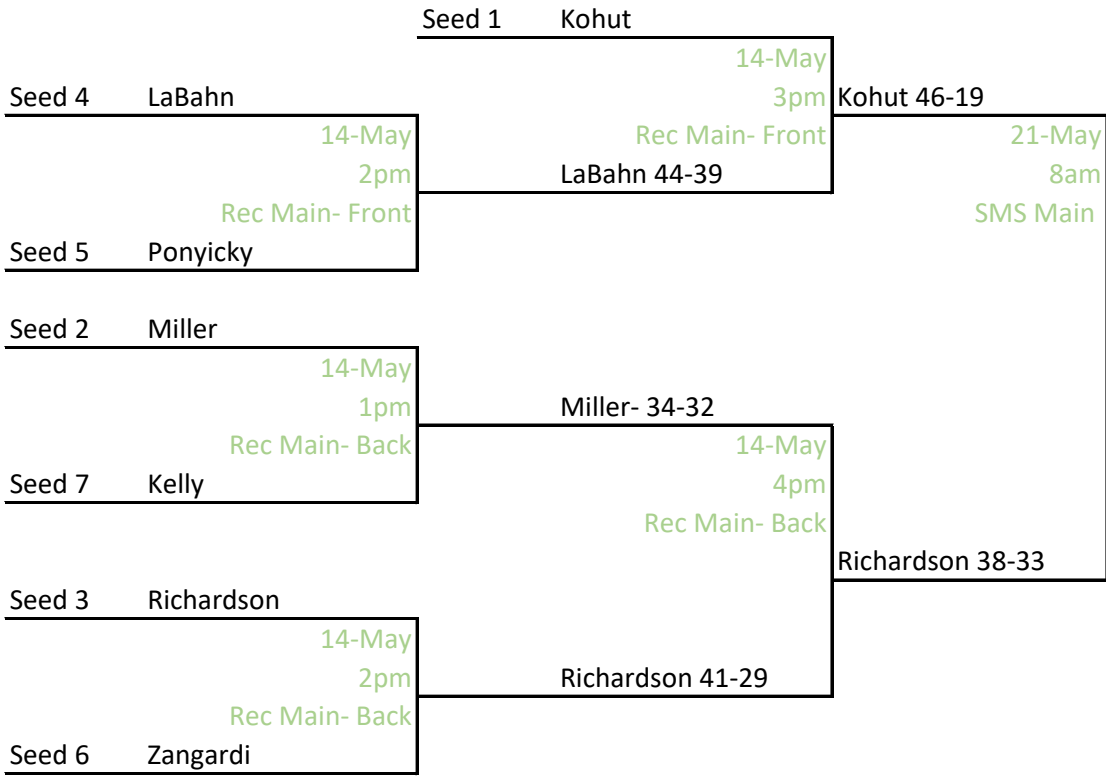 Seed 1 Kohut
14-May
Seed 4 LaBahn 3pm Kohut 46-19
14-May Rec Main- Front 21-May
2pm LaBahn 44-39 8am
Rec Main- Front SMS Main
Seed 5 Ponyicky
Seed 2 Miller
14-May
1pm Miller- 34-32
Rec Main- Back 14-May
Seed 7 Kelly 4pm
Rec Main- Back
Richardson 38-33
Seed 3 Richardson
14-May
2pm Richardson 41-29
Rec Main- Back
Seed 6 Zangardi